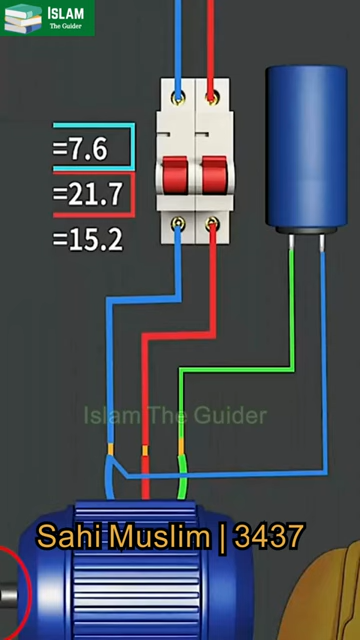 ISLAM
The Guider
=7.6
=21.7
=15.2
Islam The Guider
Sahi Muslim | 3437